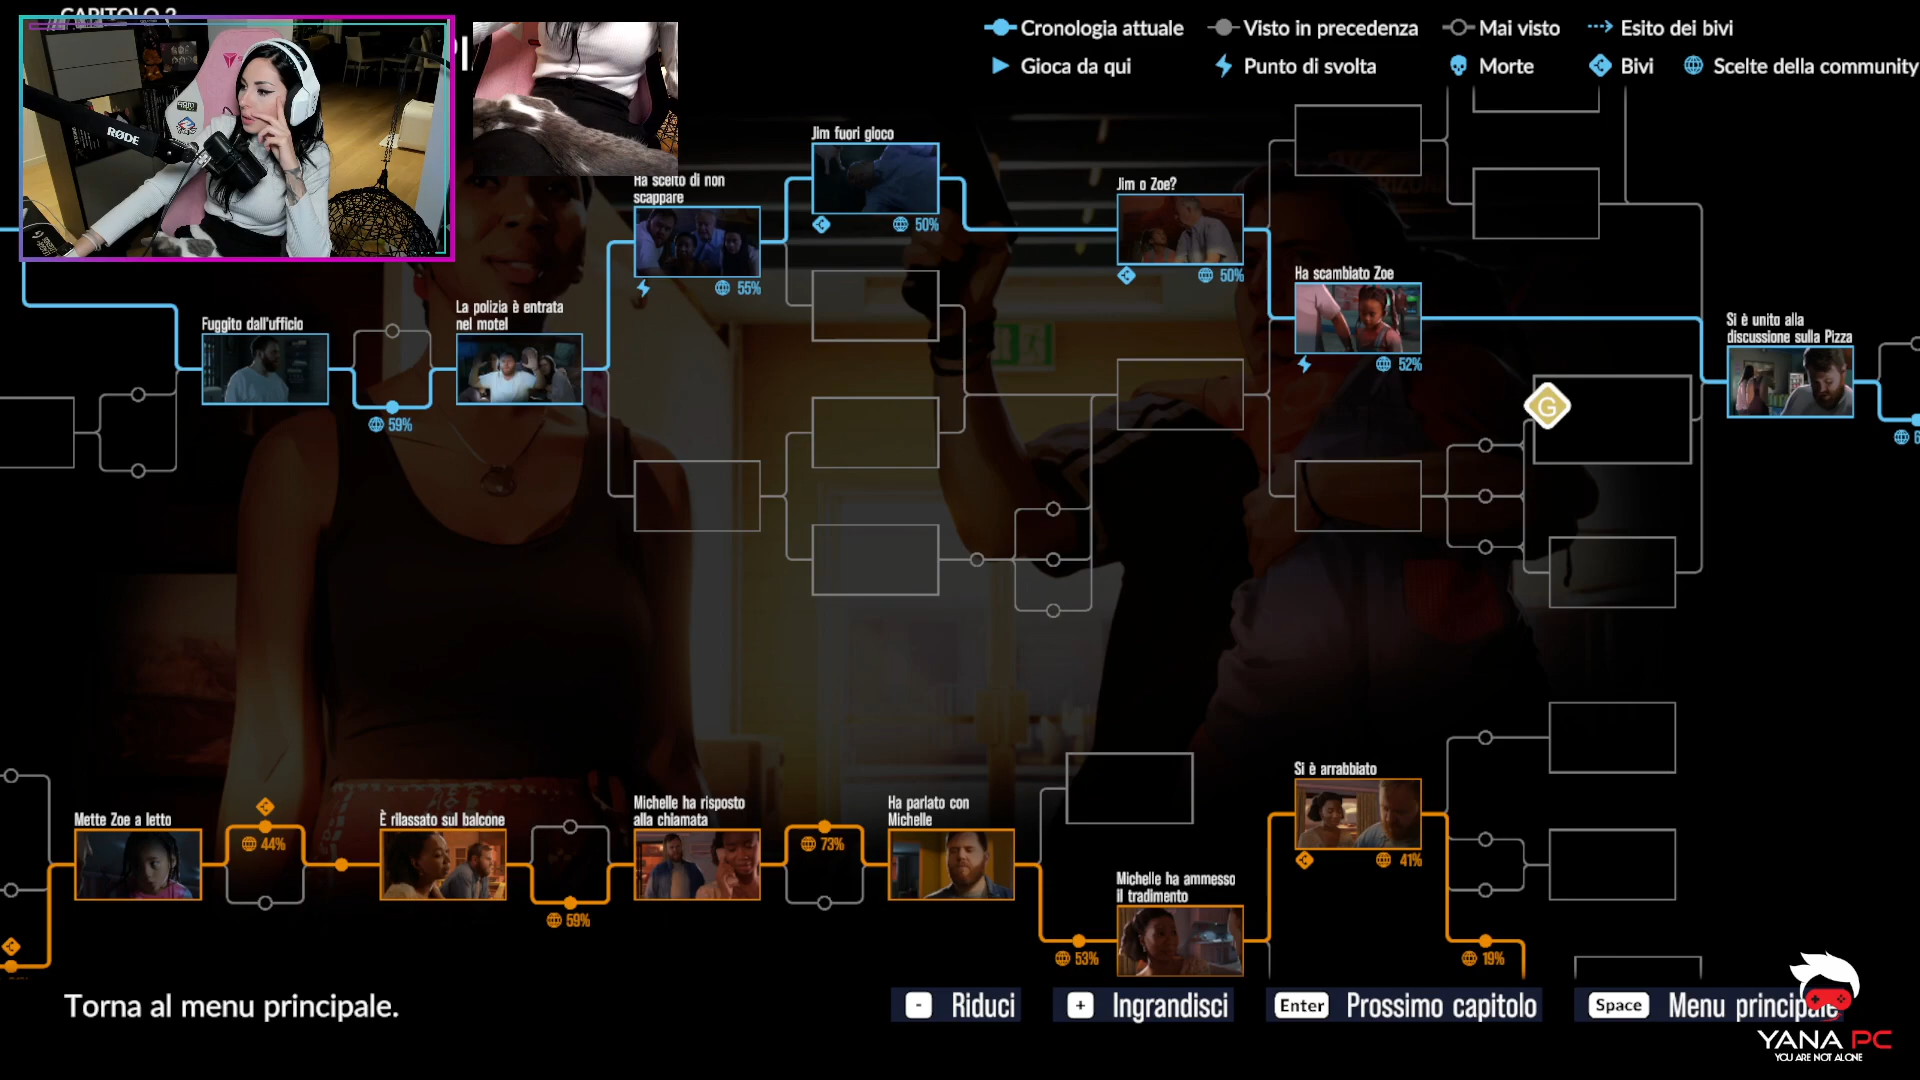 CAPITOLO 2
Cronologia attuale
Visto in precedenza
Mai visto
Esito dei bivi
Gioca da qui
Punto di svolta
Morte
Bivi
Scelte della community
RØDE
Jim fuori gioco
50%
Ha scelto di non
scappare
55%
Jim o Zoe?
50%
Ha scambiato Zoe
52%
Fuggito dall'ufficio
59%
La polizia è entrata
nel motel
Si è unito alla
discussione sulla Pizza
G
Mette Zoe a letto
44%
È rilassato sul balcone
59%
Michelle ha risposto
alla chiamata
73%
Ha parlato con
Michelle
53%
Michelle ha ammesso
il tradimento
Si è arrabbiato
41%
19%
Torna al menu principale.
- Riduci
+ Ingrandisci
Enter Prossimo capitolo
Space Menu principale
YANA PC
YOU ARE NOT ALONE